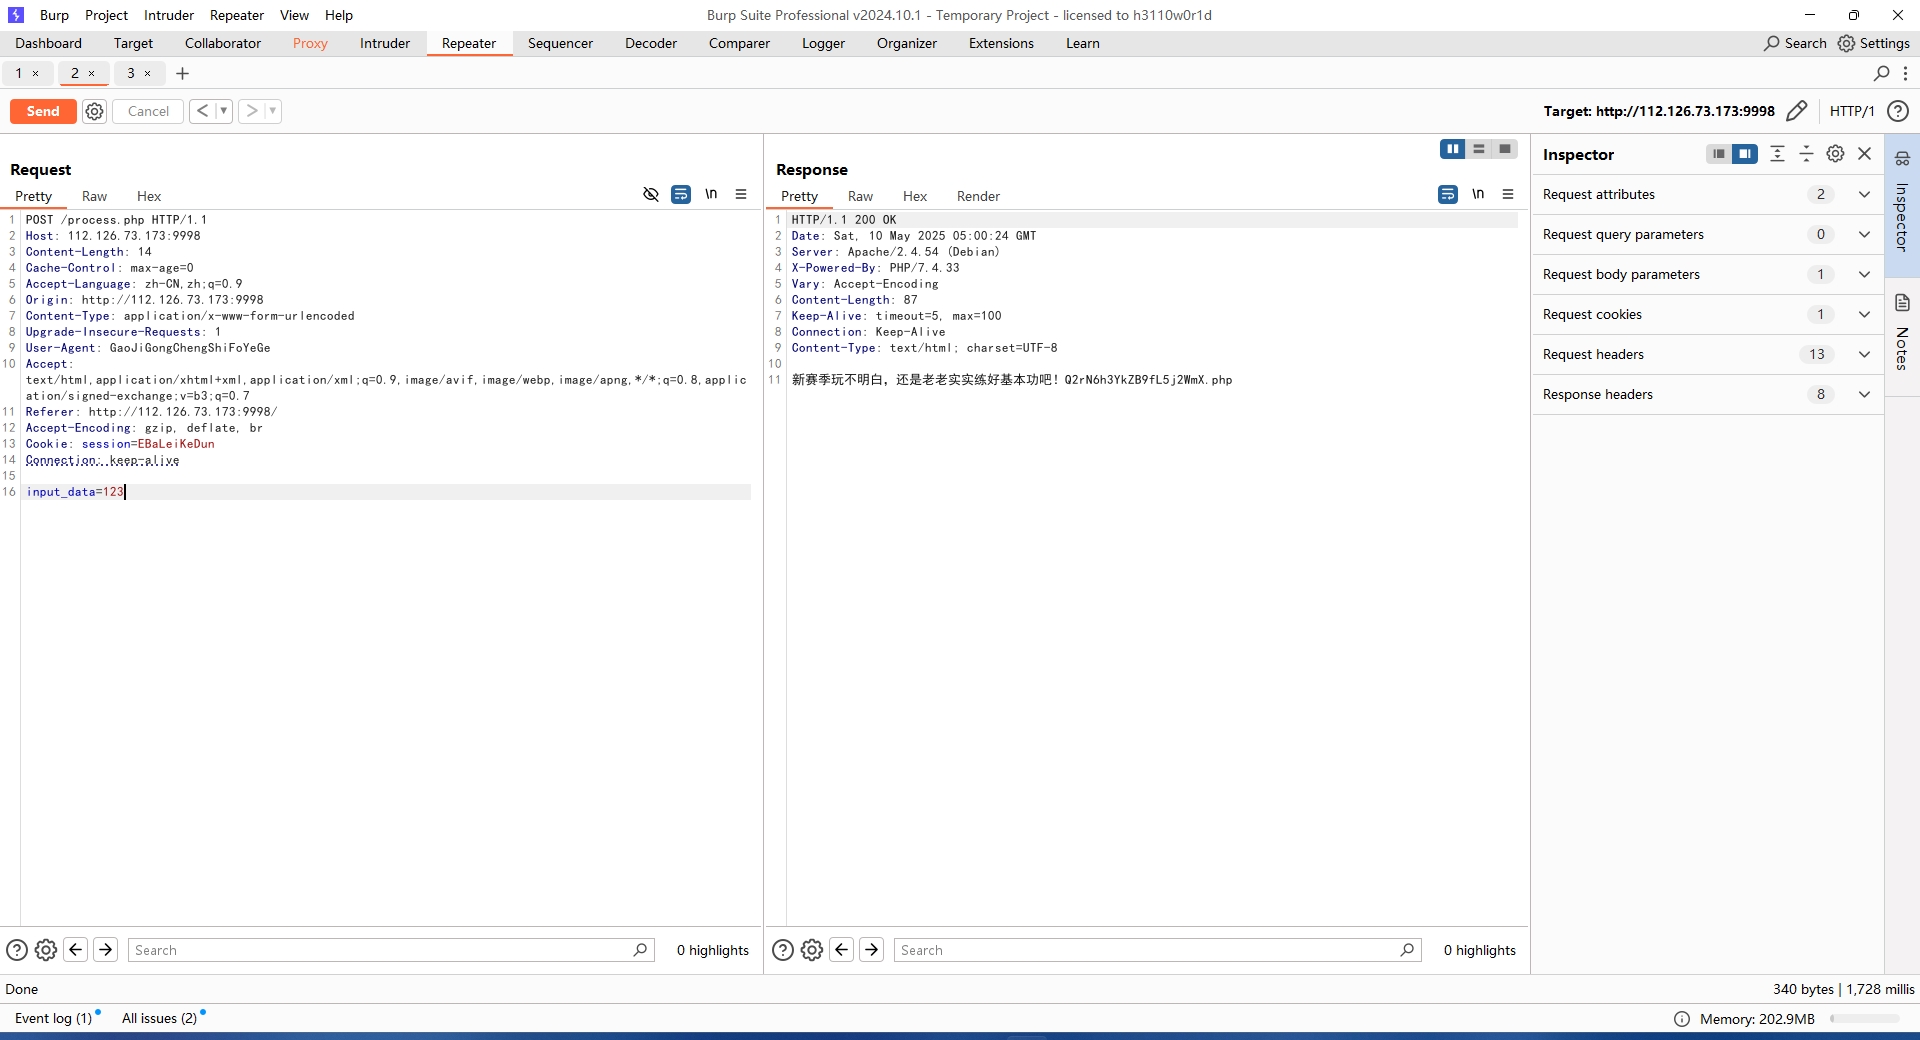 Burp Project Intruder Repeater View Help Burp Suite Professional v2024.10.1 - Temporary Project - licensed to h3110w0r1d
Dashboard Target Collaborator Proxy Intruder Repeater Sequencer Decoder Comparer Logger Organizer Extensions Learn Search Settings
1 × 2 × 3 × +
Send Cancel < ▼ > ▼ Target: http://112.126.73.173:9998 HTTP/1 ?
Request
Pretty Raw Hex \n
1 POST /process.php HTTP/1.1
2 Host: 112.126.73.173:9998
3 Content-Length: 14
4 Cache-Control: max-age=0
5 Accept-Language: zh-CN,zh;q=0.9
6 Origin: http://112.126.73.173:9998
7 Content-Type: application/x-www-form-urlencoded
8 Upgrade-Insecure-Requests: 1
9 User-Agent: GaoJiGongChengShiFoYeGe
10 Accept:
text/html,application/xhtml+xml,application/xml;q=0.9,image/avif,image/webp,image/apng,*/*;q=0.8,applic
ation/signed-exchange;v=b3;q=0.7
11 Referer: http://112.126.73.173:9998/
12 Accept-Encoding: gzip, deflate, br
13 Cookie: session=EBaLeiKeDun
14 Connection: keep-alive
15
16 input_data=123
? Search 0 highlights
Response
Pretty Raw Hex Render \n
1 HTTP/1.1 200 OK
2 Date: Sat, 10 May 2025 05:00:24 GMT
3 Server: Apache/2.4.54 (Debian)
4 X-Powered-By: PHP/7.4.33
5 Vary: Accept-Encoding
6 Content-Length: 87
7 Keep-Alive: timeout=5, max=100
8 Connection: Keep-Alive
9 Content-Type: text/html; charset=UTF-8
10
11 新赛季玩不明白，还是老老实实练好基本功吧！Q2rN6h3YkZB9fL5j2WmX.php
? Search 0 highlights
Inspector
Request attributes 2
Request query parameters 0
Request body parameters 1
Request cookies 1
Request headers 13
Response headers 8
Inspector
Notes
Done 340 bytes | 1,728 millis
Event log (1) All issues (2) Memory: 202.9MB